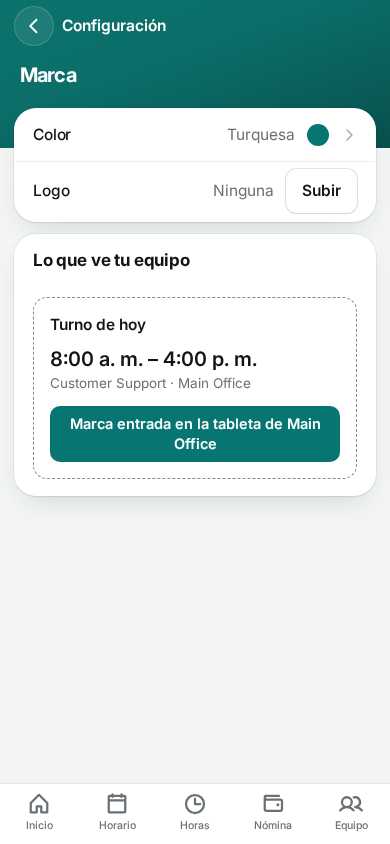 Configuración
Marca
Color
Turquesa
Logo
Ninguna
Subir
Lo que ve tu equipo
Turno de hoy
8:00 a. m. – 4:00 p. m.
Customer Support · Main Office
Marca entrada en la tableta de Main
Office
Inicio
Horario
Horas
Nómina
Equipo